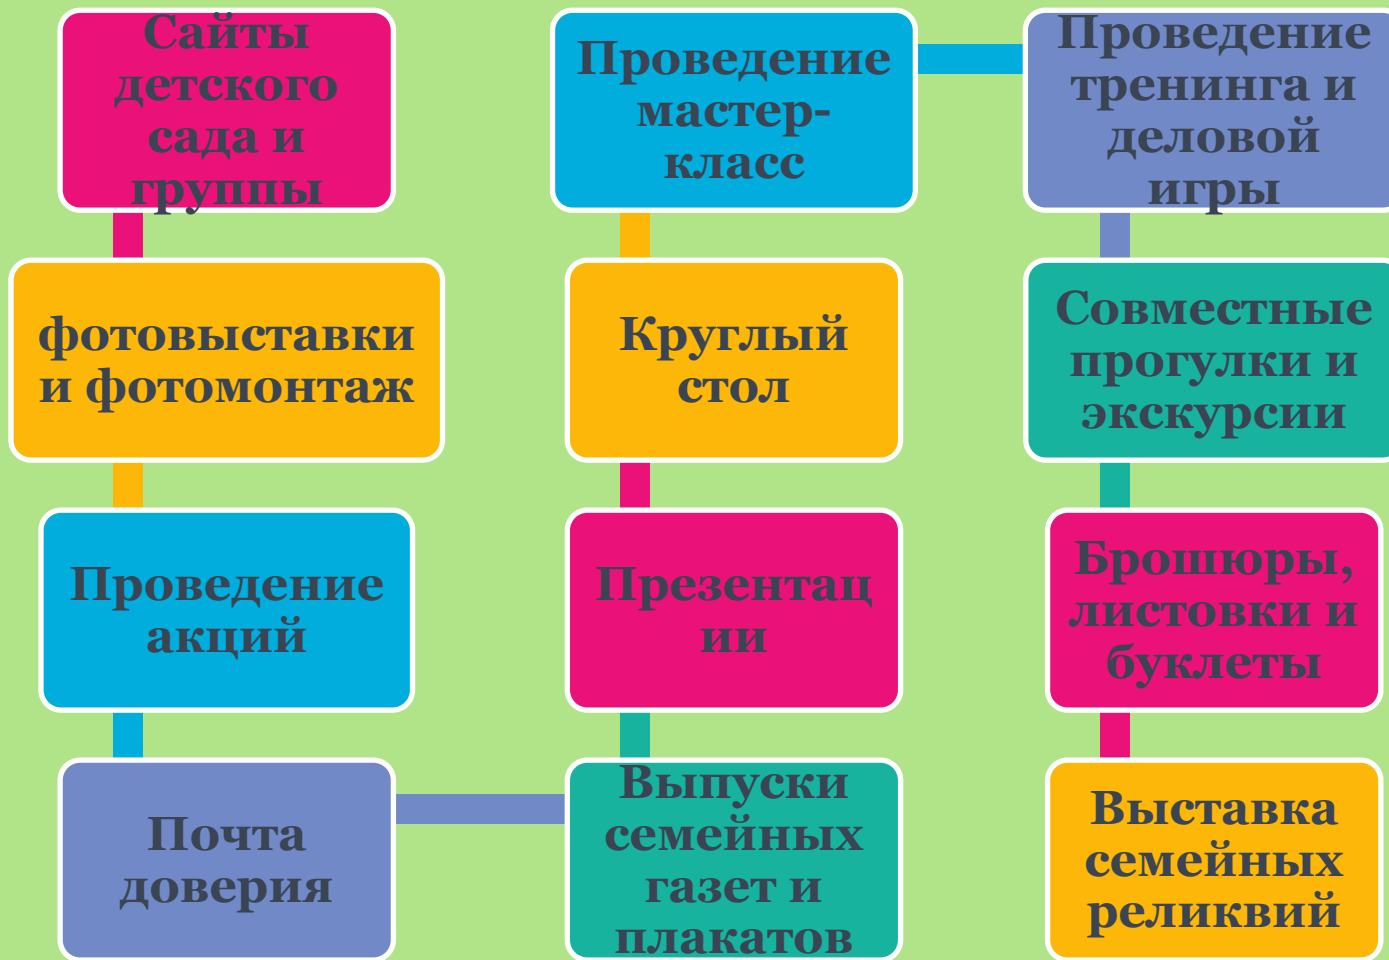 Сайты
детского
сада и
группы
фотовыставки
и фотомонтаж
Проведение
акций
Почта
доверия
Выпуски
семейных
газет и
плакатов
Презентац
ии
Круглый
стол
Проведение
мастер-
класс
Проведение
тренинга и
деловой
игры
Совместные
прогулки и
экскурсии
Брошюры,
листовки и
буклеты
Выставка
семейных
реликвий